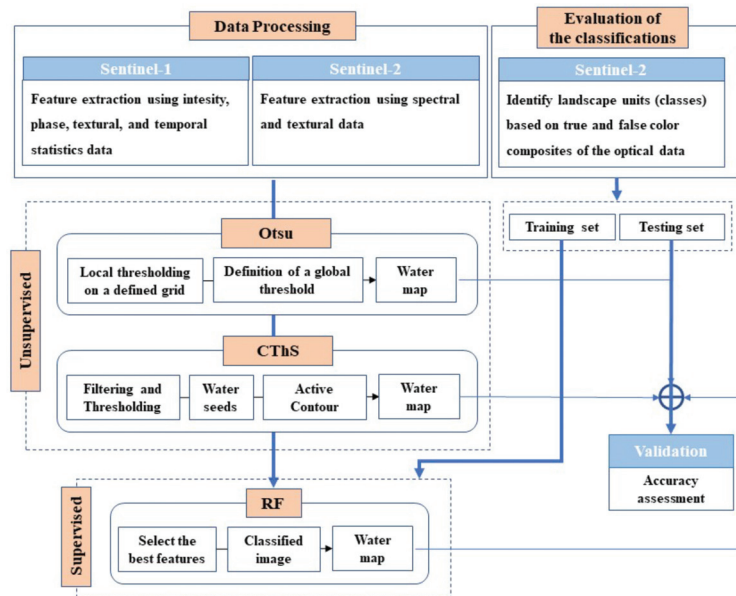 Data Processing
Evaluation of
the classifications
Sentinel-1
Feature extraction using intesity,
phase, textural, and temporal
statistics data
Sentinel-2
Feature extraction using spectral
and textural data
Sentinel-2
Identify landscape units (classes)
based on true and false color
composites of the optical data
Training set
Testing set
Unsupervised
Otsu
Local thresholding
on a defined grid
Definition of a global
threshold
Water
map
CThS
Filtering and
Thresholding
Water
seeds
Active
Contour
Water
map
Validation
Accuracy
assessment
Supervised
RF
Select the
best features
Classified
image
Water
map